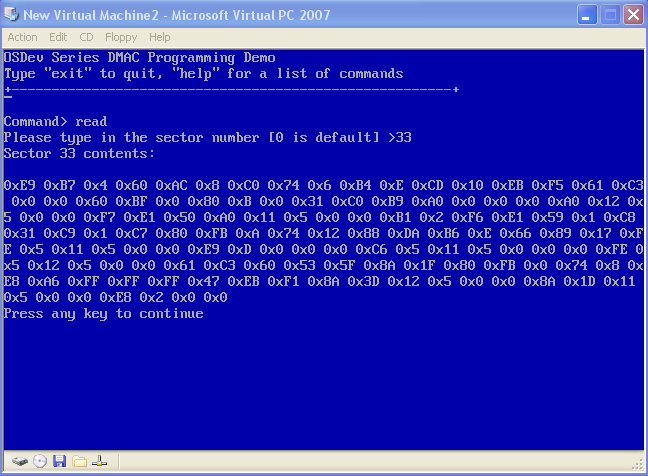 New Virtual Machine2 - Microsoft Virtual PC 2007
Action Edit CD Floppy Help
OSDev Series DMAC Programming Demo
Type "exit" to quit, "help" for a list of commands
+-------------------------------------------------------+
Command> read
Please type in the sector number [0 is default] >33
Sector 33 contents:
0xE9 0xB7 0x4 0x60 0xAC 0x8 0xC0 0x74 0x6 0xB4 0xE 0xCD 0x10 0xEB 0xF5 0x61 0xC3
0x0 0x0 0x60 0xBF 0x0 0x80 0xB 0x0 0x31 0xC0 0xB9 0xA0 0x0 0x0 0x0 0xA0 0x12 0x
5 0x0 0x0 0xF7 0xE1 0x50 0xA0 0x11 0x5 0x0 0x0 0xB1 0x2 0xF6 0xE1 0x59 0x1 0xC8
0x31 0xC9 0x1 0xC7 0x80 0xFB 0xA 0x74 0x12 0x88 0xDA 0xB6 0xE 0x66 0x89 0x17 0xF
E 0x5 0x11 0x5 0x0 0x0 0xE9 0xD 0x0 0x0 0x0 0xC6 0x5 0x11 0x5 0x0 0x0 0x0 0xFE 0
x5 0x12 0x5 0x0 0x0 0x61 0xC3 0x60 0x53 0x5F 0x8A 0x1F 0x80 0xFB 0x0 0x74 0x8 0x
E8 0xA6 0xFF 0xFF 0xFF 0x47 0xEB 0xF1 0x8A 0x3D 0x12 0x5 0x0 0x0 0x8A 0x1D 0x11
0x5 0x0 0x0 0xE8 0x2 0x0 0x0
Press any key to continue